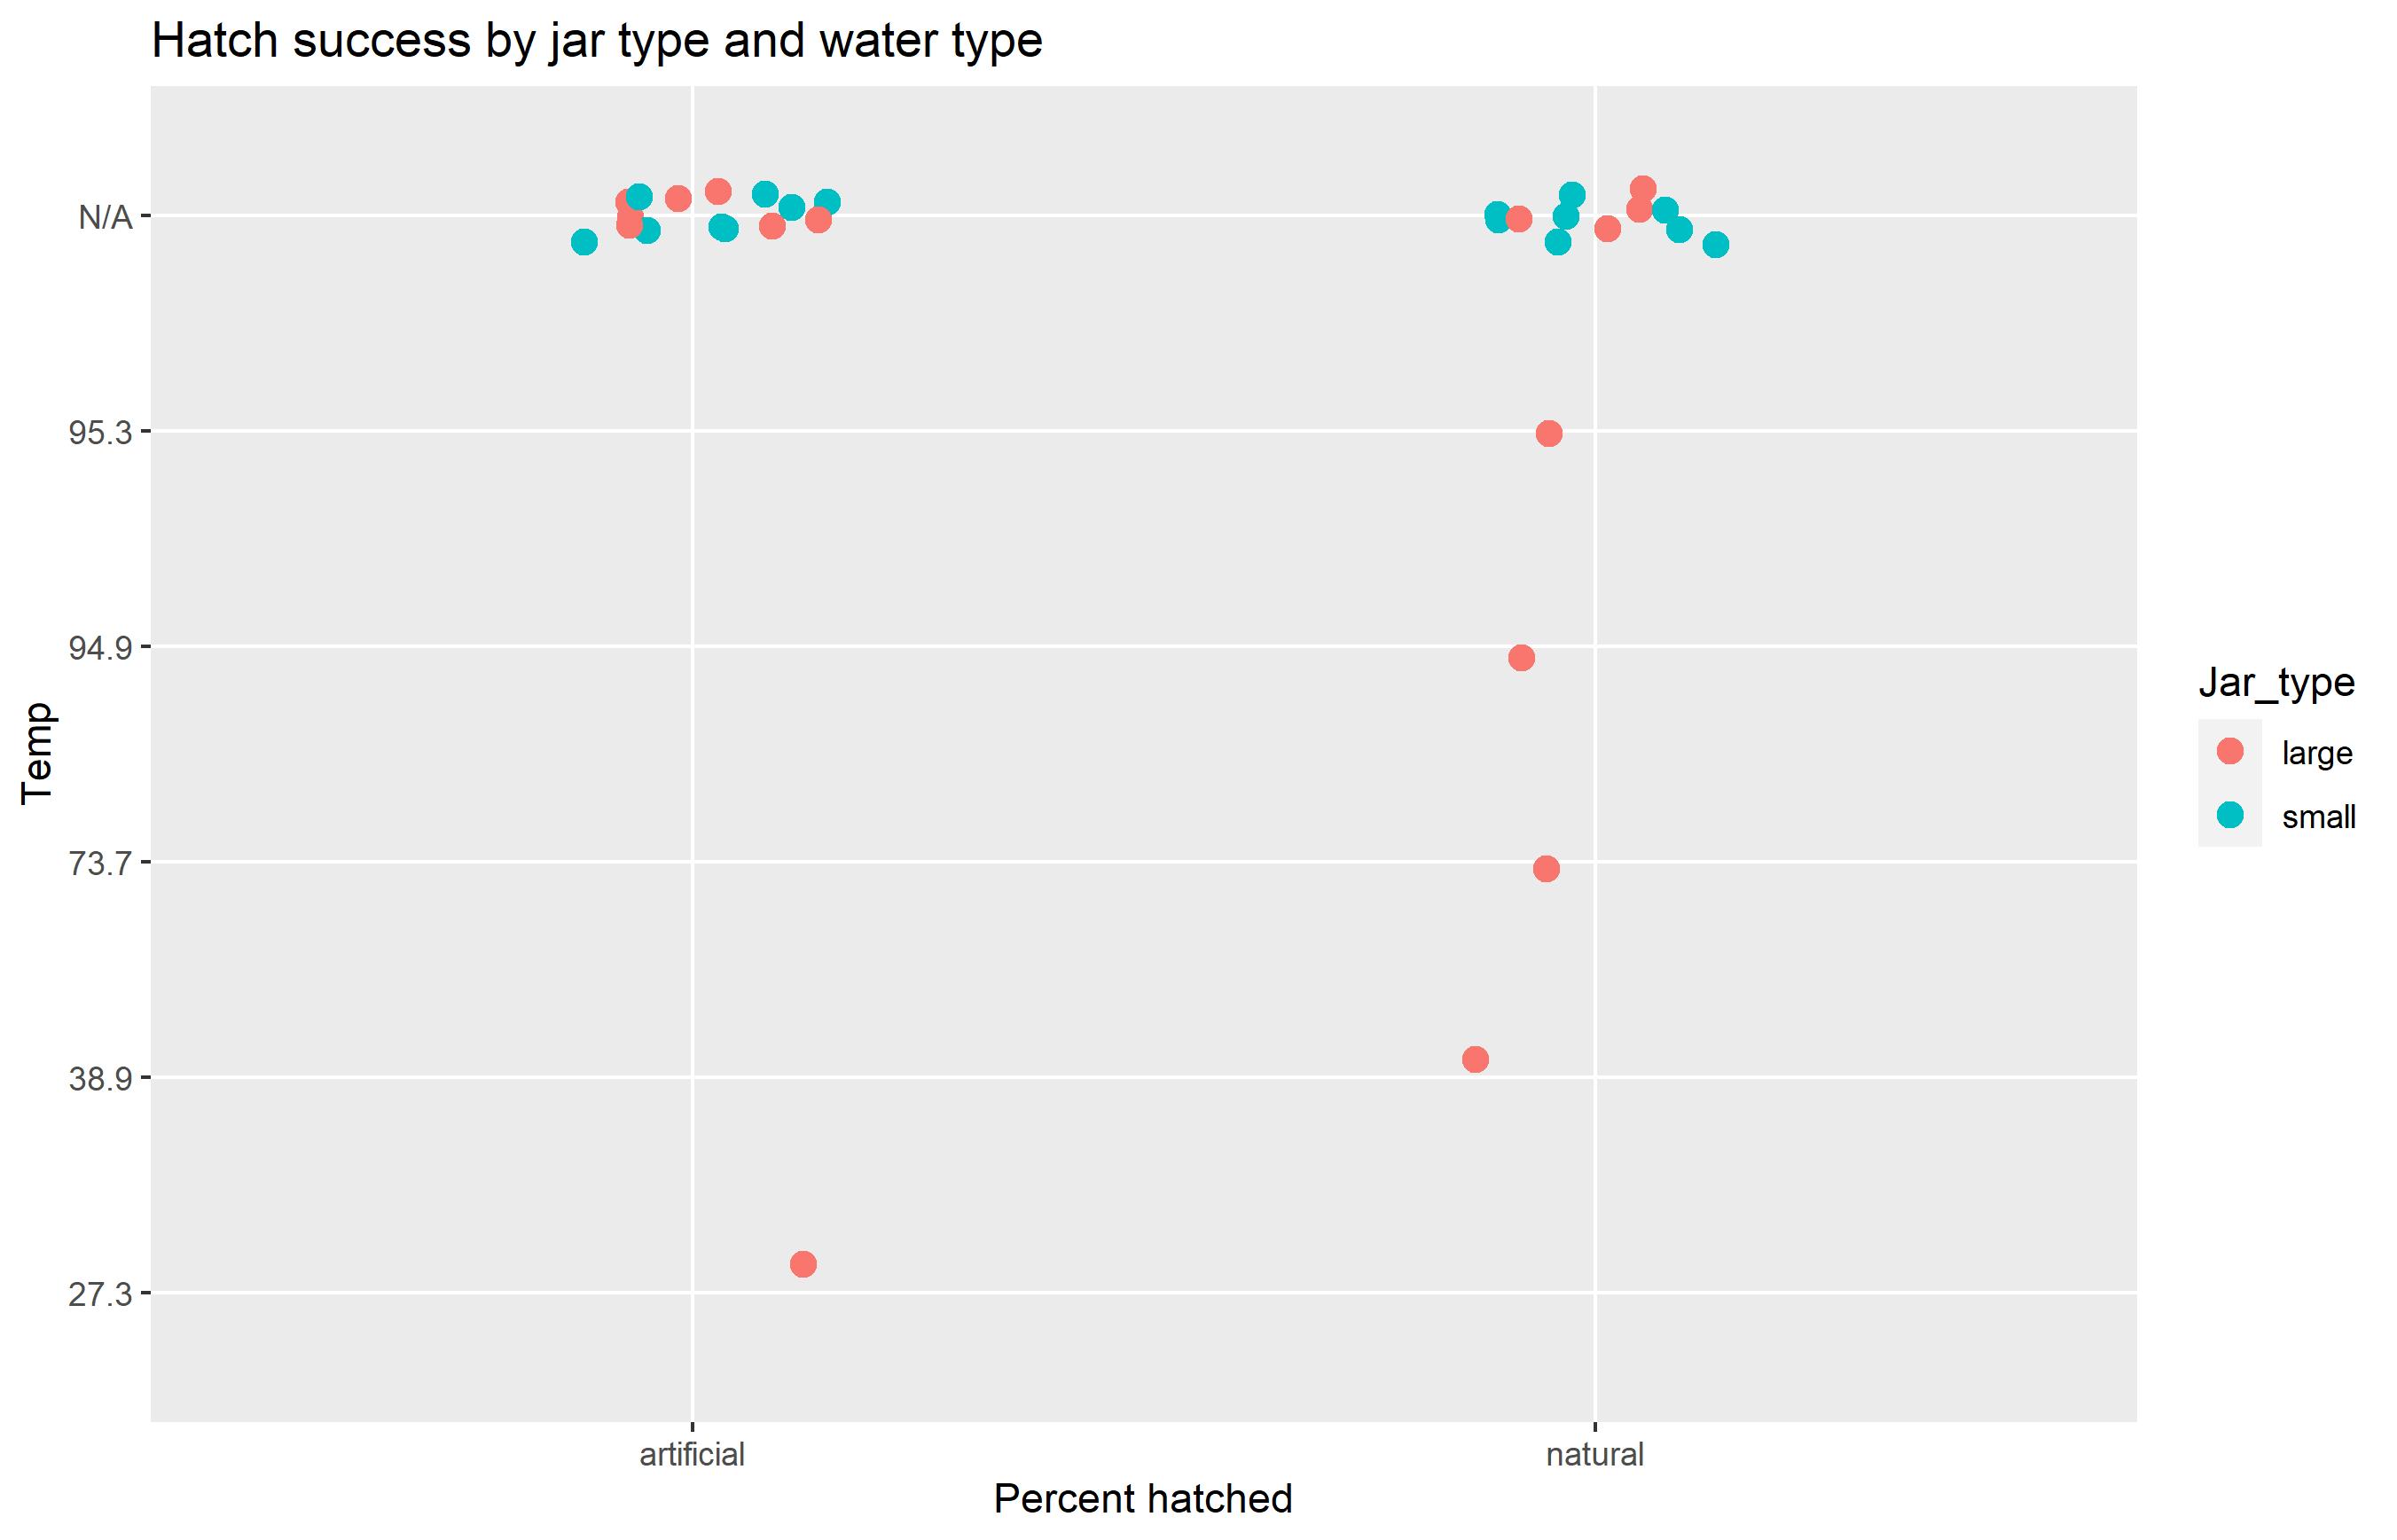 Hatch success by jar type and water type
N/A
95.3
94.9
73.7
38.9
27.3
Temp
artificial
natural
Percent hatched
Jar_type
large
small